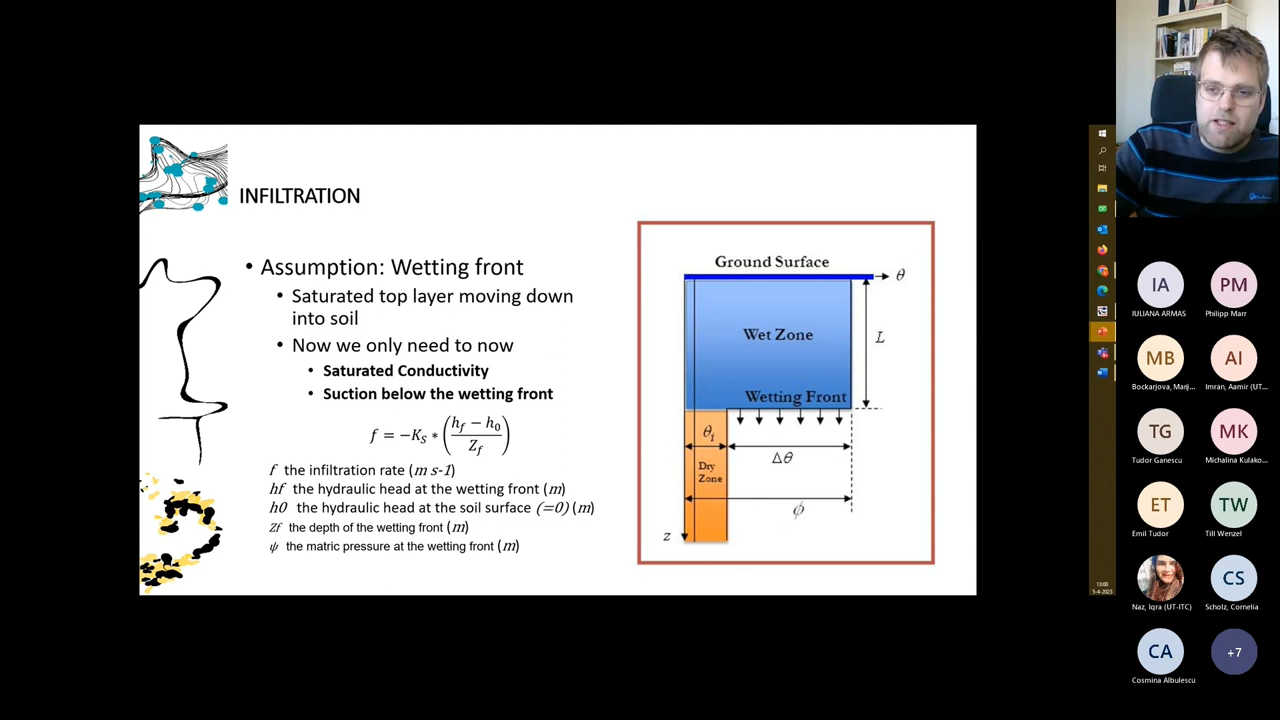 INFILTRATION
• Assumption: Wetting front
• Saturated top layer moving down
into soil
• Now we only need to now
• Saturated Conductivity
• Suction below the wetting front
f = −K_S * ( (h_f − h_0) / Z_f )
f the infiltration rate (m s-1)
hf the hydraulic head at the wetting front (m)
h0 the hydraulic head at the soil surface (=0) (m)
Zf the depth of the wetting front (m)
ψ the matric pressure at the wetting front (m)
Ground Surface
θ
Wet Zone
L
Wetting Front
θi
Δθ
Dry
Zone
ϕ
z
13:00
5-4-2023
IA
PM
IULIANA ARMAS
Philipp Marr
MB
AI
Bockarjova, Marij...
Imran, Aamir (UT...
TG
MK
Tudor Ganescu
Michalina Kulako...
ET
TW
Emil Tudor
Till Wenzel
CS
Naz, Iqra (UT-ITC)
Scholz, Cornelia
CA
+7
Cosmina Albulescu